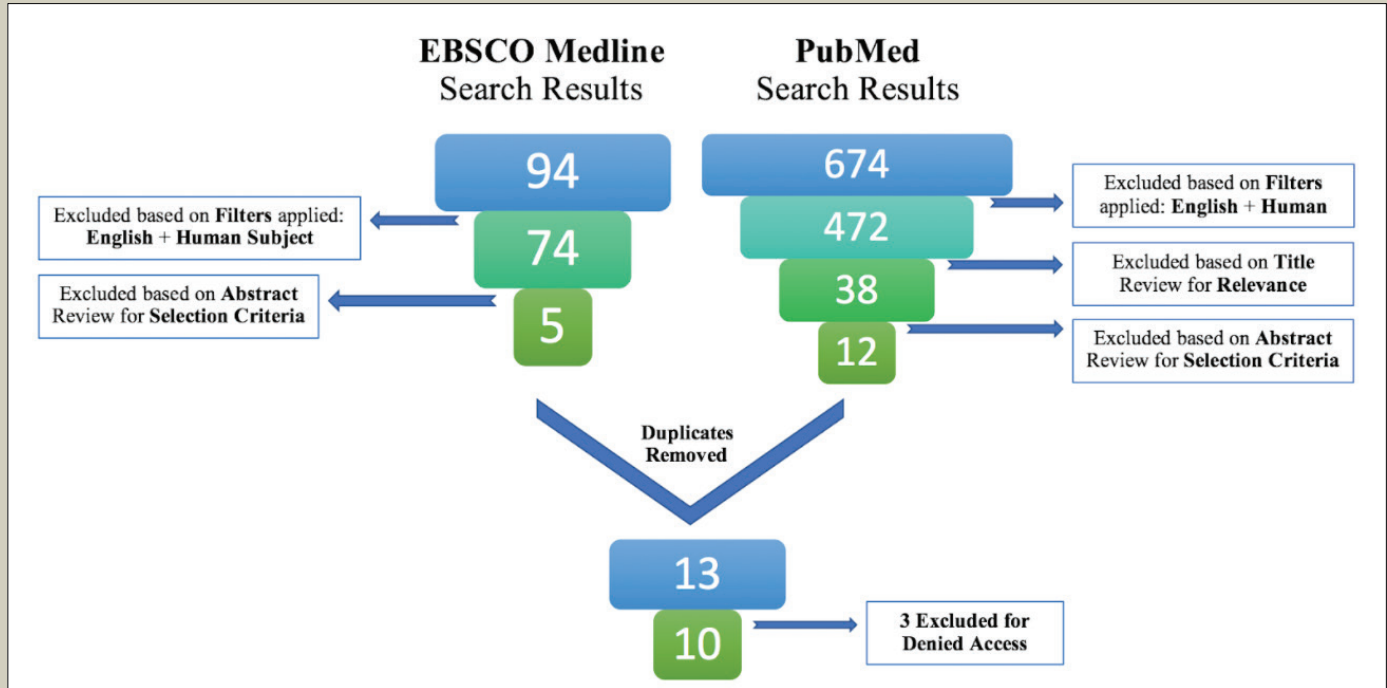 EBSCO Medline
Search Results
PubMed
Search Results
94
674
Excluded based on Filters applied:
English + Human Subject
Excluded based on Filters
applied: English + Human
74
472
Excluded based on Abstract
Review for Selection Criteria
Excluded based on Title
Review for Relevance
5
38
12
Excluded based on Abstract
Review for Selection Criteria
Duplicates
Removed
13
10
3 Excluded for
Denied Access